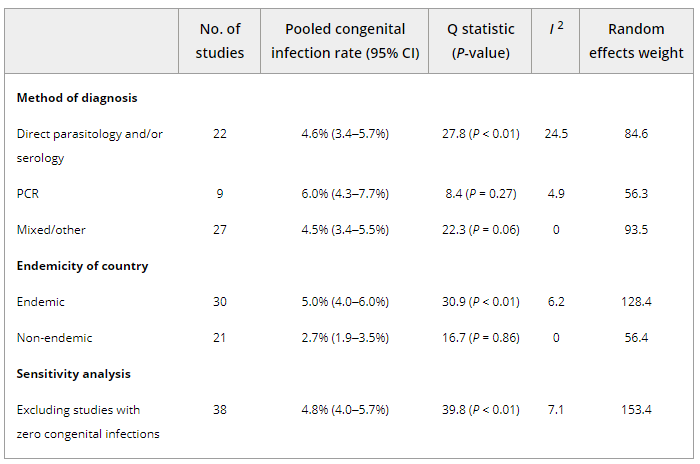 No. of studies Pooled congenital infection rate (95% CI) Q statistic (P-value) I 2 Random effects weight
Method of diagnosis
Direct parasitology and/or serology 22 4.6% (3.4–5.7%) 27.8 (P < 0.01) 24.5 84.6
PCR 9 6.0% (4.3–7.7%) 8.4 (P = 0.27) 4.9 56.3
Mixed/other 27 4.5% (3.4–5.5%) 22.3 (P = 0.06) 0 93.5
Endemicity of country
Endemic 30 5.0% (4.0–6.0%) 30.9 (P < 0.01) 6.2 128.4
Non-endemic 21 2.7% (1.9–3.5%) 16.7 (P = 0.86) 0 56.4
Sensitivity analysis
Excluding studies with zero congenital infections 38 4.8% (4.0–5.7%) 39.8 (P < 0.01) 7.1 153.4